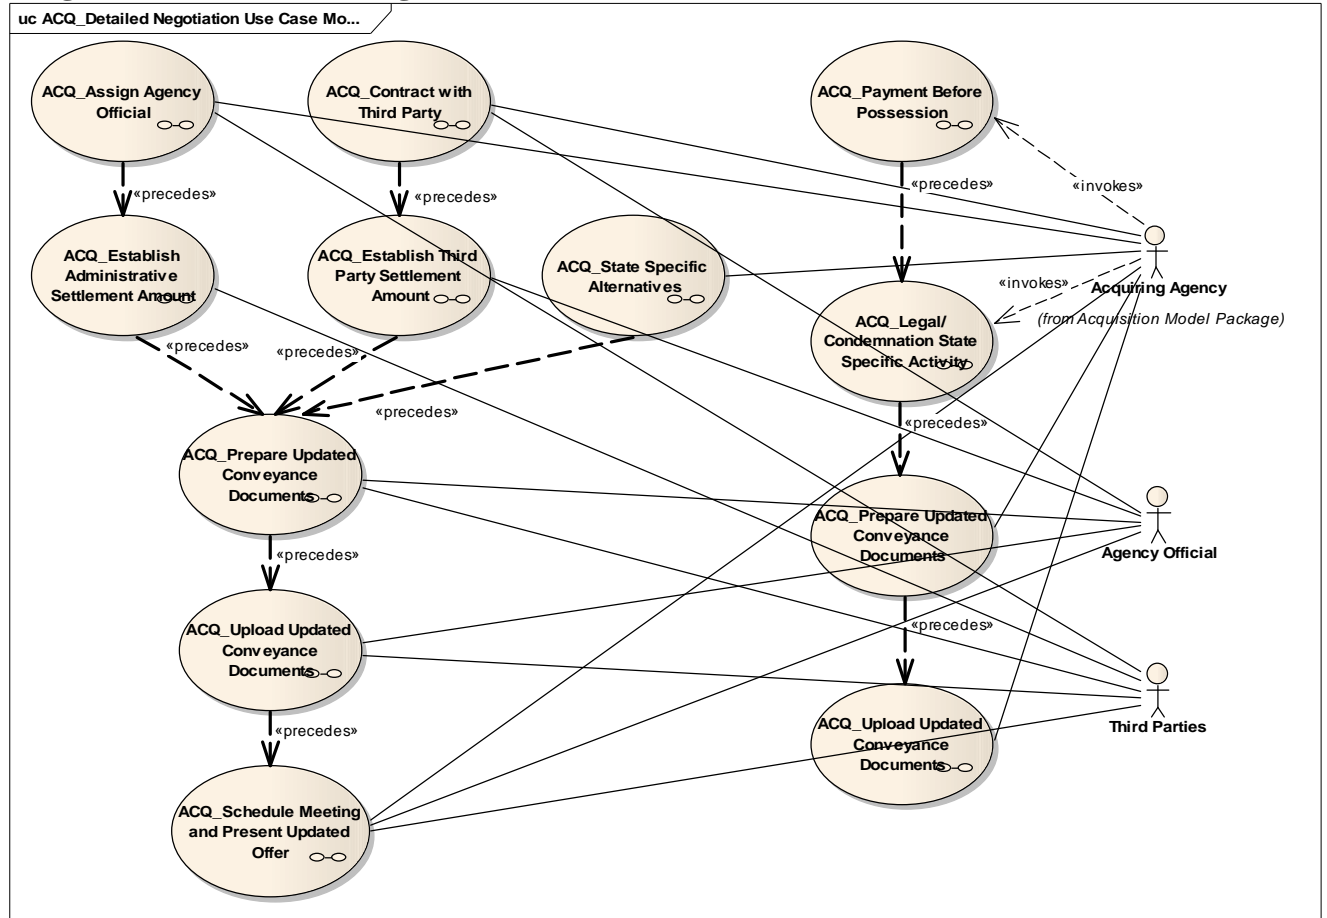 uc ACQ_Detailed Negotiation Use Case Mo...
ACQ_Assign Agency
Official
ACQ_Contract with
Third Party
ACQ_Payment Before
Possession
«precedes»
«precedes»
«precedes»
«invokes»
ACQ_Establish
Administrative
Settlement Amount
ACQ_Establish Third
Party Settlement
Amount
ACQ_State Specific
Alternatives
«invokes»
Acquiring Agency
(from Acquisition Model Package)
ACQ_Legal/
Condemnation State
Specific Activity
«precedes»
«precedes»
«precedes»
«precedes»
ACQ_Prepare Updated
Conveyance
Documents
ACQ_Prepare Updated
Conveyance
Documents
Agency Official
«precedes»
«precedes»
ACQ_Upload Updated
Conveyance
Documents
Third Parties
«precedes»
ACQ_Upload Updated
Conveyance
Documents
ACQ_Schedule Meeting
and Present Updated
Offer